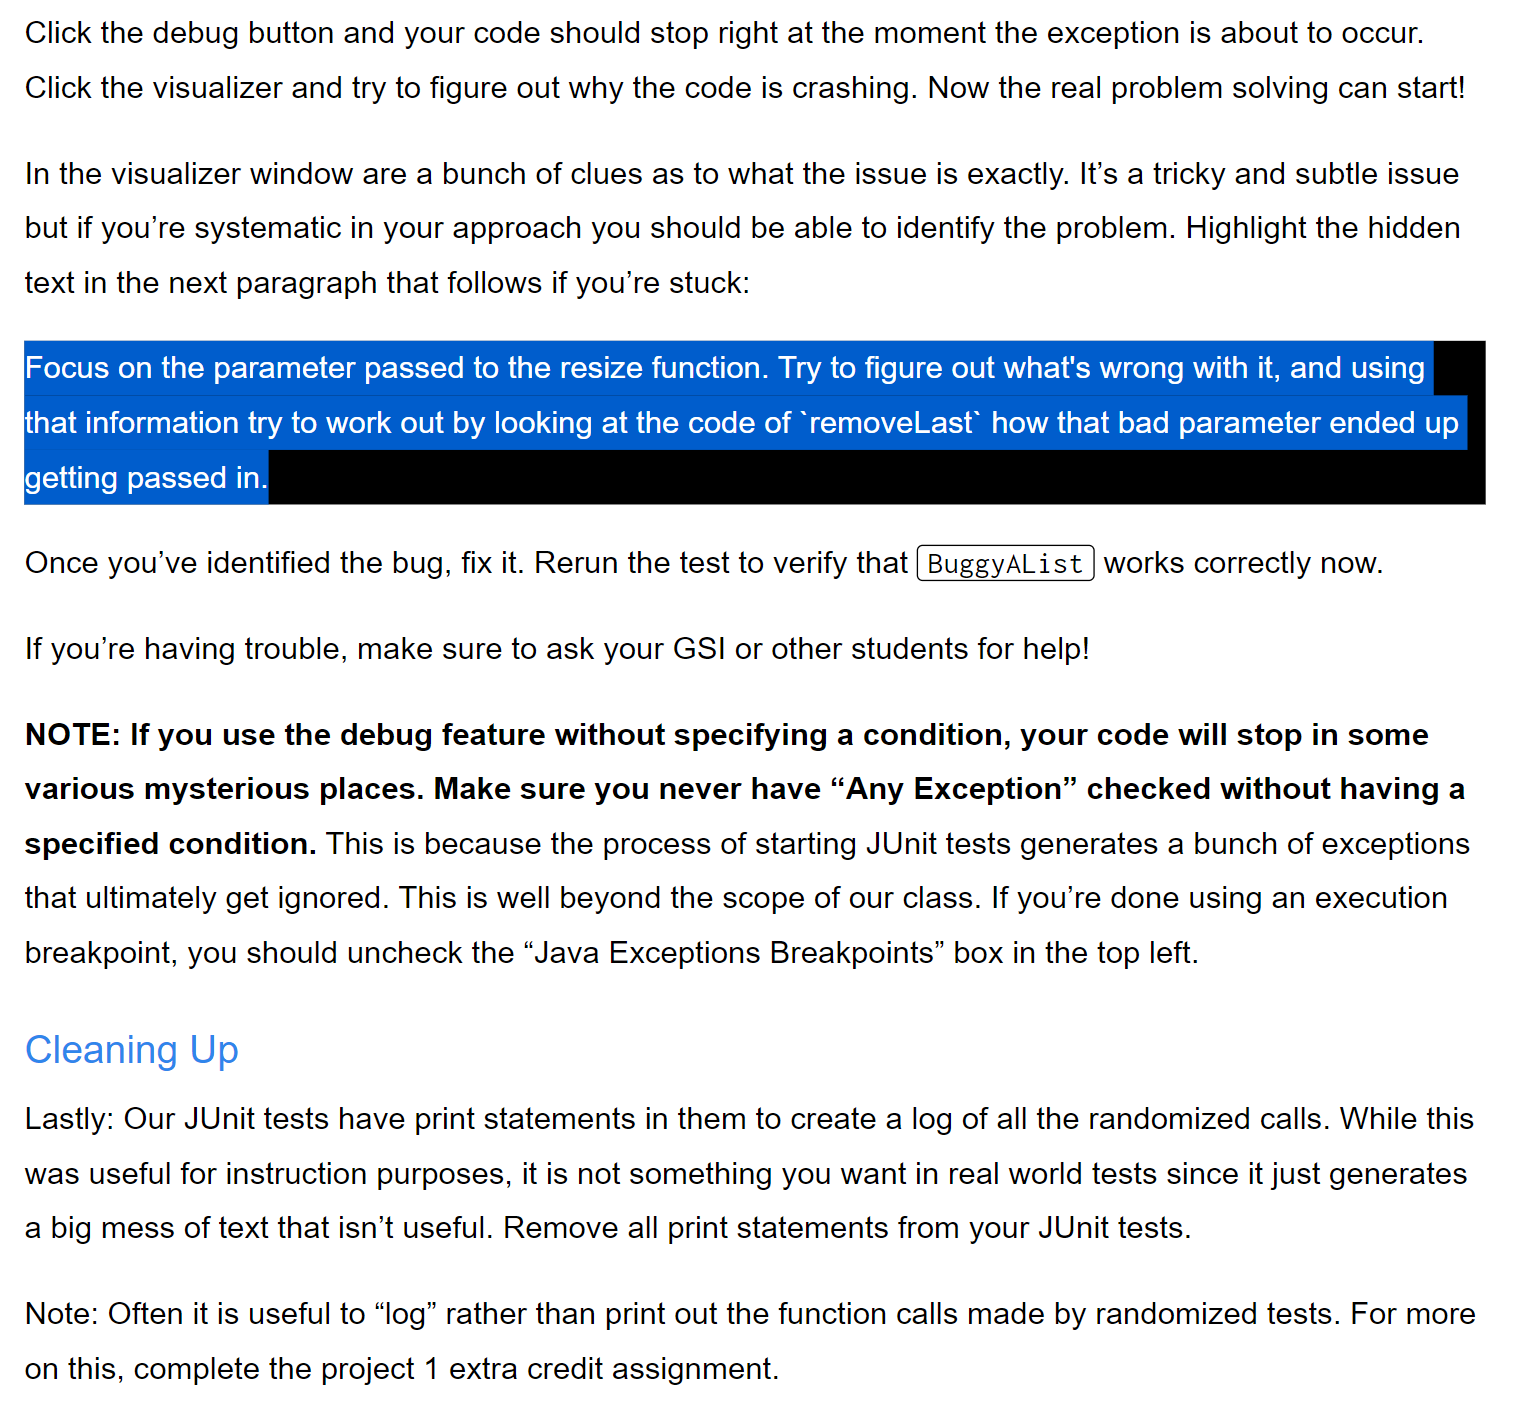 Click the debug button and your code should stop right at the moment the exception is about to occur.
Click the visualizer and try to figure out why the code is crashing. Now the real problem solving can start!
In the visualizer window are a bunch of clues as to what the issue is exactly. It’s a tricky and subtle issue
but if you’re systematic in your approach you should be able to identify the problem. Highlight the hidden
text in the next paragraph that follows if you’re stuck:
Focus on the parameter passed to the resize function. Try to figure out what's wrong with it, and using
that information try to work out by looking at the code of `removeLast` how that bad parameter ended up
getting passed in.
Once you’ve identified the bug, fix it. Rerun the test to verify that BuggyAList works correctly now.
If you’re having trouble, make sure to ask your GSI or other students for help!
NOTE: If you use the debug feature without specifying a condition, your code will stop in some
various mysterious places. Make sure you never have “Any Exception” checked without having a
specified condition. This is because the process of starting JUnit tests generates a bunch of exceptions
that ultimately get ignored. This is well beyond the scope of our class. If you’re done using an execution
breakpoint, you should uncheck the “Java Exceptions Breakpoints” box in the top left.
Cleaning Up
Lastly: Our JUnit tests have print statements in them to create a log of all the randomized calls. While this
was useful for instruction purposes, it is not something you want in real world tests since it just generates
a big mess of text that isn’t useful. Remove all print statements from your JUnit tests.
Note: Often it is useful to “log” rather than print out the function calls made by randomized tests. For more
on this, complete the project 1 extra credit assignment.